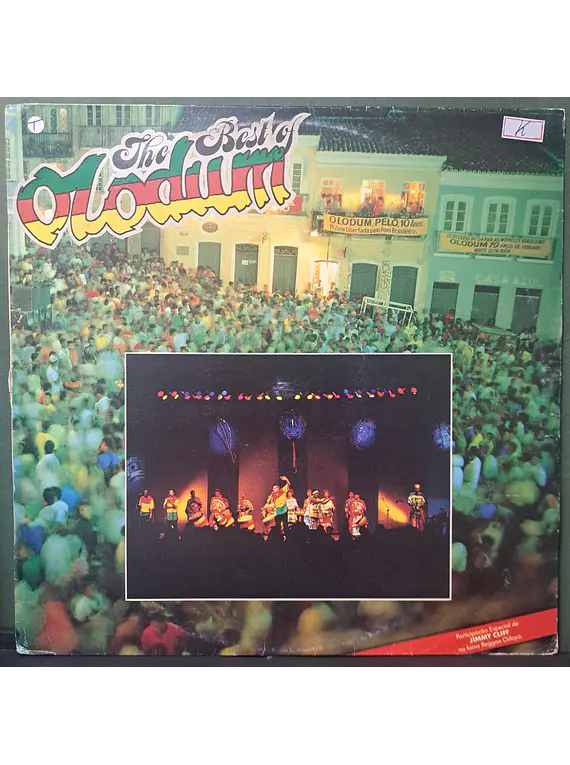 T
K
The Best of
OLODUM
OLODUM, PELO, 10 Anos
OLODUM 10 ANOS
Participação Especial de
JIMMY CLIFF
na faixa Reggae Odoyá